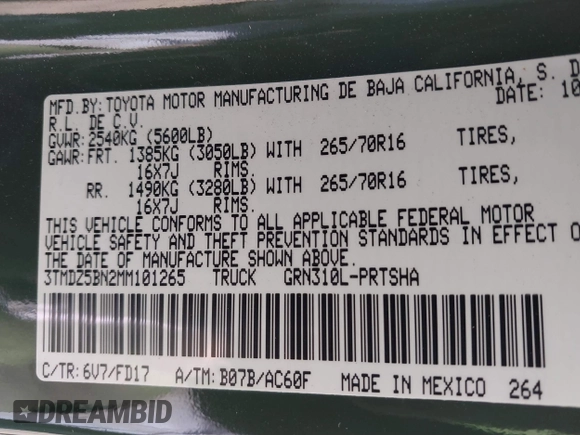 MFD.BY:TOYOTA MOTOR MANUFACTURING DE BAJA CALIFORNIA, S. D
R.L. DE C.V. DATE: 10
GVWR:2540KG (5600LB)
GAWR:FRT. 1385KG (3050LB) WITH 265/70R16 TIRES,
16X7J RIMS.
RR. 1490KG (3280LB) WITH 265/70R16 TIRES,
16X7J RIMS.
THIS VEHICLE CONFORMS TO ALL APPLICABLE FEDERAL MOTOR
VEHICLE SAFETY AND THEFT PREVENTION STANDARDS IN EFFECT O
THE DATE OF MANUFACTURE SHOWN ABOVE.
3TMDZ5BN2MM101265 TRUCK GRN310L-PRTSHA
C/TR:6V7/FD17 A/TM:B07B/AC60F MADE IN MEXICO 264
DREAMBID